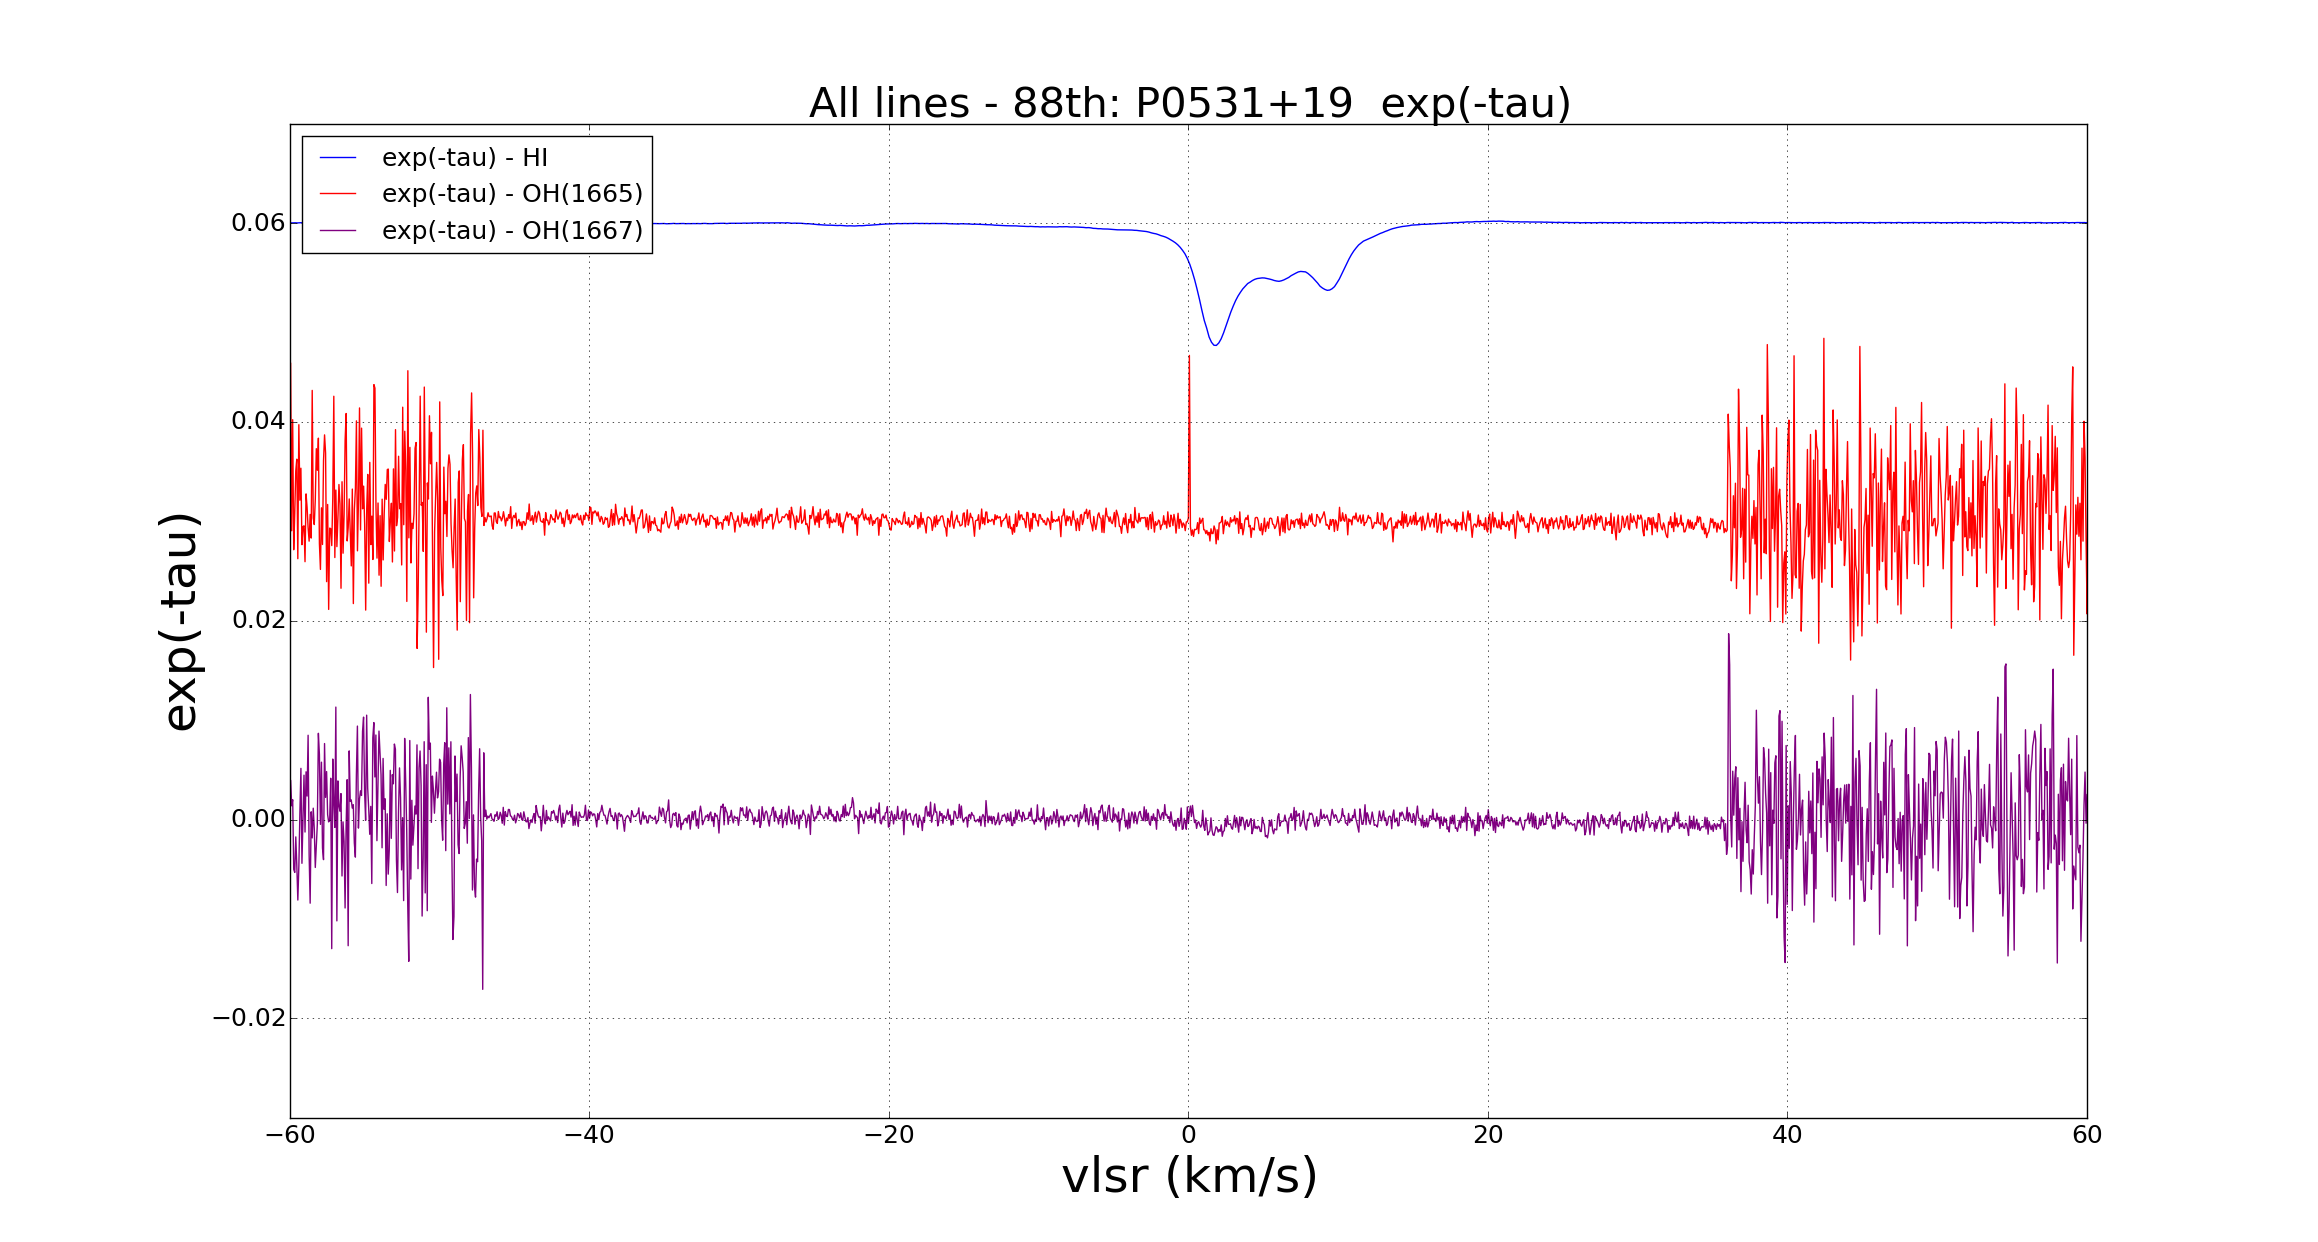 All lines - 88th: P0531+19  exp(-tau)
exp(-tau) - HI
exp(-tau) - OH(1665)
exp(-tau) - OH(1667)
exp(-tau)
0.06
0.04
0.02
0.00
−0.02
−60 −40 −20 0 20 40 60
vlsr (km/s)